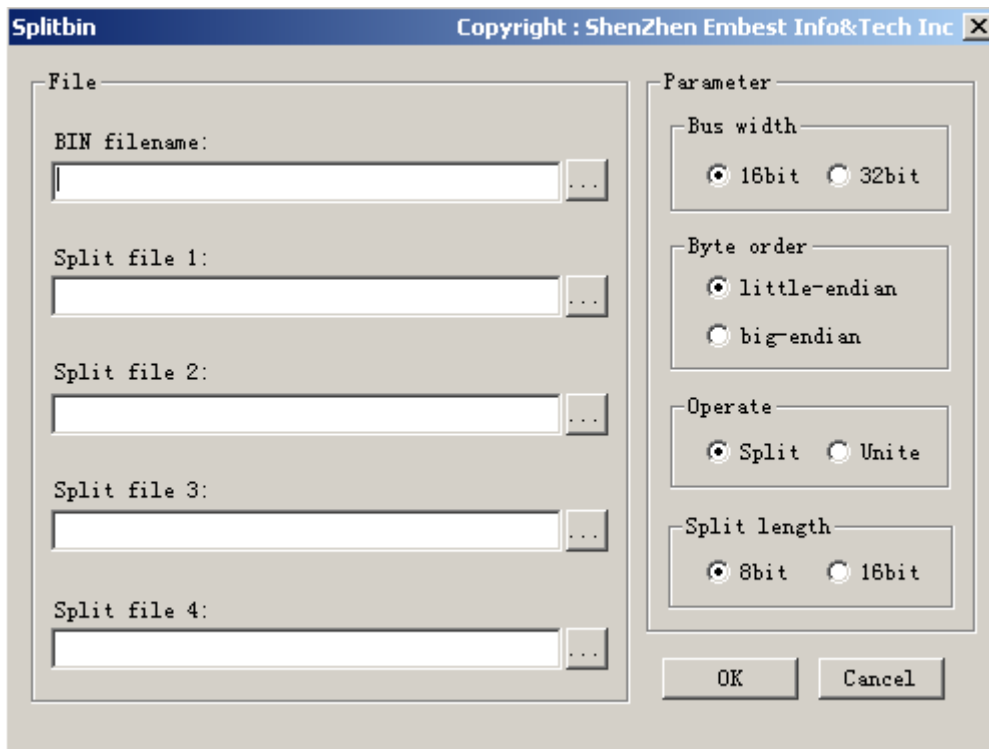 Splitbin Copyright : ShenZhen Embest Info&Tech Inc
File
BIN filename:
...
Split file 1:
...
Split file 2:
...
Split file 3:
...
Split file 4:
...
Parameter
Bus width
16bit 32bit
Byte order
little-endian
big-endian
Operate
Split Unite
Split length
8bit 16bit
OK Cancel